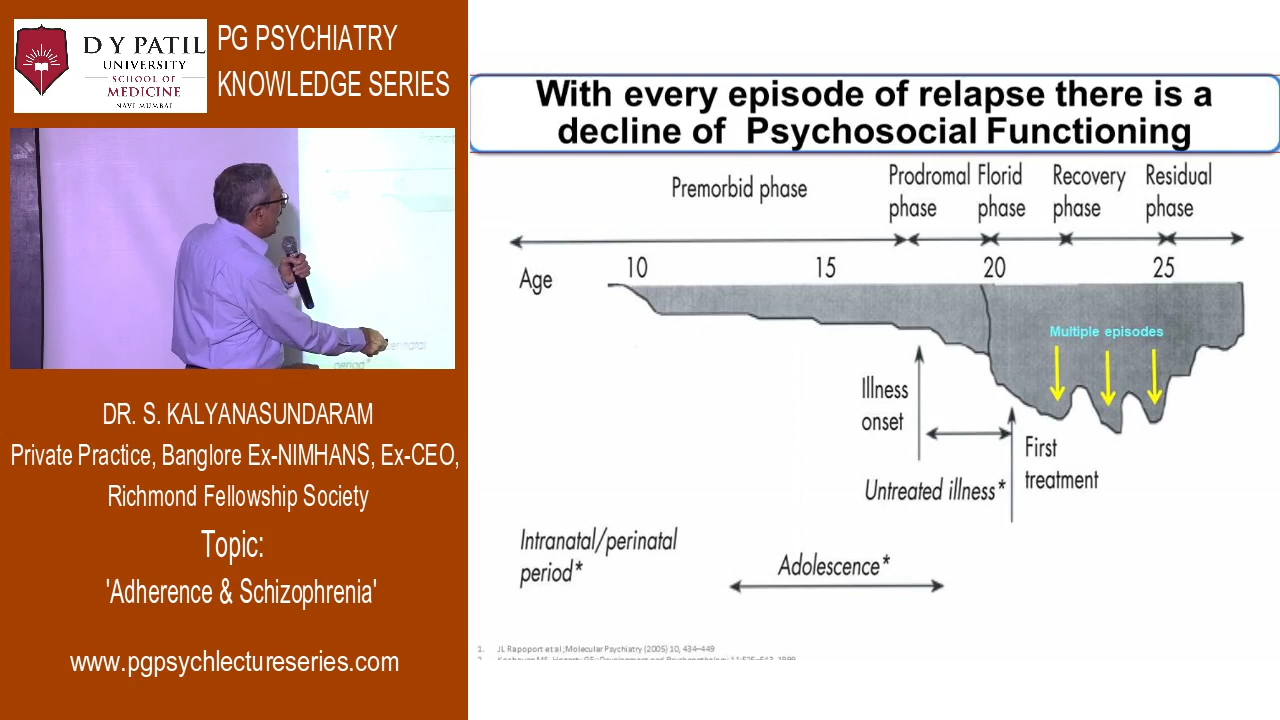 D Y PATIL
UNIVERSITY
SCHOOL OF
MEDICINE
NAVI MUMBAI
PG PSYCHIATRY
KNOWLEDGE SERIES
DR. S. KALYANASUNDARAM
Private Practice, Banglore Ex-NIMHANS, Ex-CEO,
Richmond Fellowship Society
Topic:
'Adherence & Schizophrenia'
www.pgpsychlectureseries.com
With every episode of relapse there is a
decline of Psychosocial Functioning
Premorbid phase
Prodromal
phase
Florid
phase
Recovery
phase
Residual
phase
Age
10
15
20
25
Multiple episodes
Illness
onset
First
treatment
Untreated illness*
Intranatal/perinatal
period*
Adolescence*
1. JL Rapoport et al ;Molecular Psychiatry (2005) 10, 434–449